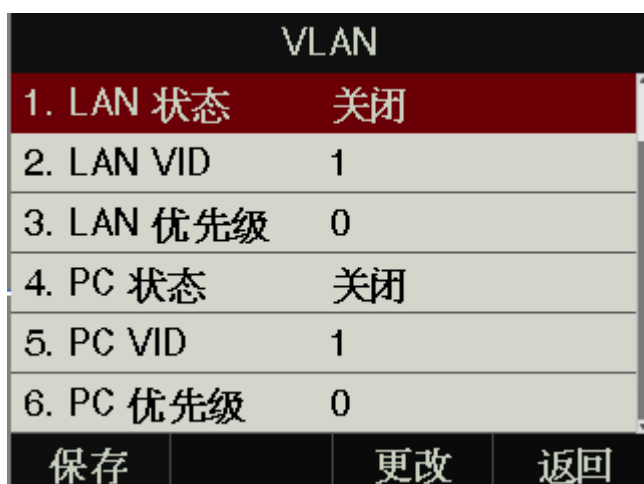 VLAN
1. LAN 状态 关闭
2. LAN VID 1
3. LAN 优先级 0
4. PC 状态 关闭
5. PC VID 1
6. PC 优先级 0
保存 更改 返回